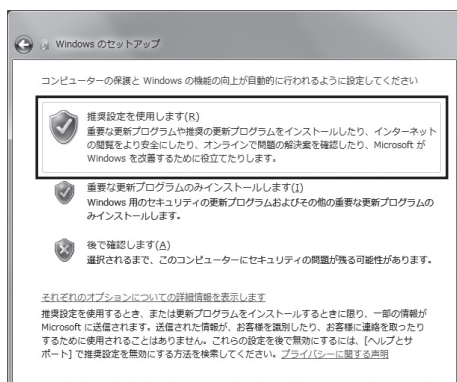 Windows のセットアップ
コンピューターの保護と Windows の機能の向上が自動的に行われるように設定してください
推奨設定を使用します(R)
重要な更新プログラムや推奨の更新プログラムをインストールしたり、インターネット
の閲覧をより安全にしたり、オンラインで問題の解決策を確認したり、Microsoft が
Windows を改善するために役立てたりします。
重要な更新プログラムのみインストールします(I)
Windows 用のセキュリティの更新プログラムおよびその他の重要な更新プログラムの
みインストールします。
後で確認します(A)
選択されるまで、このコンピューターにセキュリティの問題が残る可能性があります。
それぞれのオプションについての詳細情報を表示します
推奨設定を使用するとき、または更新プログラムをインストールするときに限り、一部の情報が
Microsoft に送信されます。送信された情報が、お客様を識別したり、お客様に連絡を取ったり
するために使用されることはありません。これらの設定を後で無効にするには、[ヘルプとサ
ポート] で推奨設定を無効にする方法を検索してください。プライバシーに関する声明